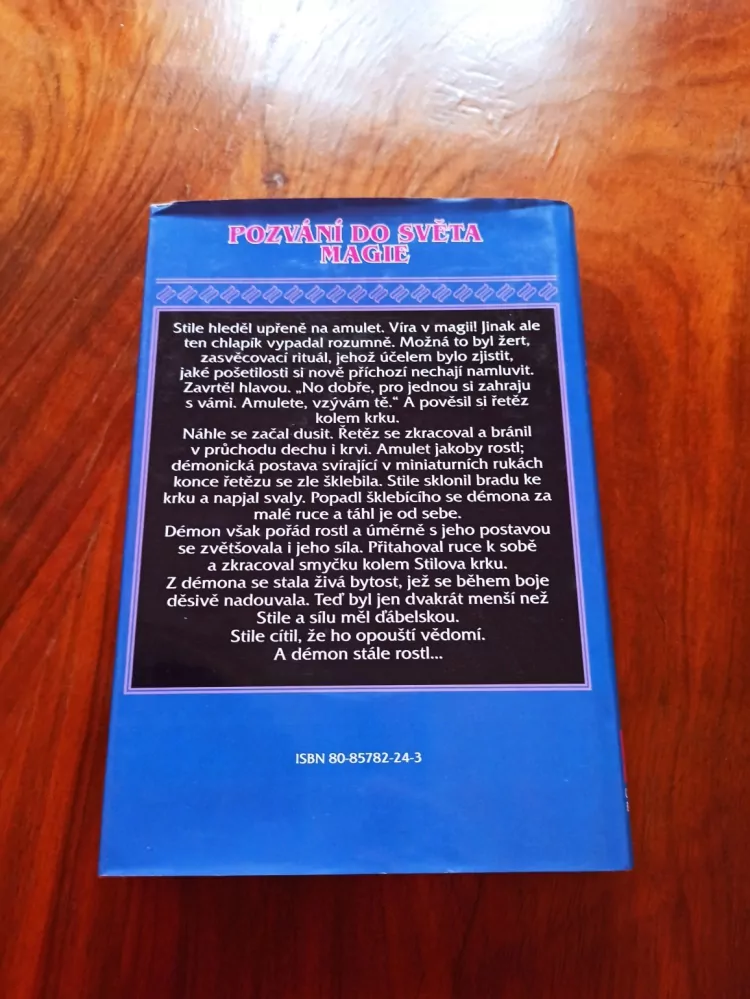 POZVÁNÍ DO SVĚTA
MAGIE
Stile hleděl upřeně na amulet. Víra v magii! Jinak ale
ten chlapík vypadal rozumně. Možná to byl žert,
zasvěcovací rituál, jehož účelem bylo zjistit,
jaké pošetilosti si nově příchozí nechají namluvit.
Zavrtěl hlavou. „No dobře, pro jednou si zahraju
s vámi. Amulete, vzývám tě.“ A pověsil si řetěz
kolem krku.
Náhle se začal dusit. Řetěz se zkracoval a bránil
v průchodu dechu i krvi. Amulet jakoby rostl;
démonická postava svírající v miniaturních rukách
konce řetězu se zle šklebila. Stile sklonil bradu ke
krku a napjal svaly. Popadl šklebícího se démona za
malé ruce a táhl je od sebe.
Démon však pořád rostl a úměrně s jeho postavou
se zvětšovala i jeho síla. Přitahoval ruce k sobě
a zkracoval smyčku kolem Stilova krku.
Z démona se stala živá bytost, jež se během boje
děsivě nadouvala. Teď byl jen dvakrát menší než
Stile a sílu měl ďábelskou.
Stile cítil, že ho opouští vědomí.
A démon stále rostl...
ISBN 80-85782-24-3